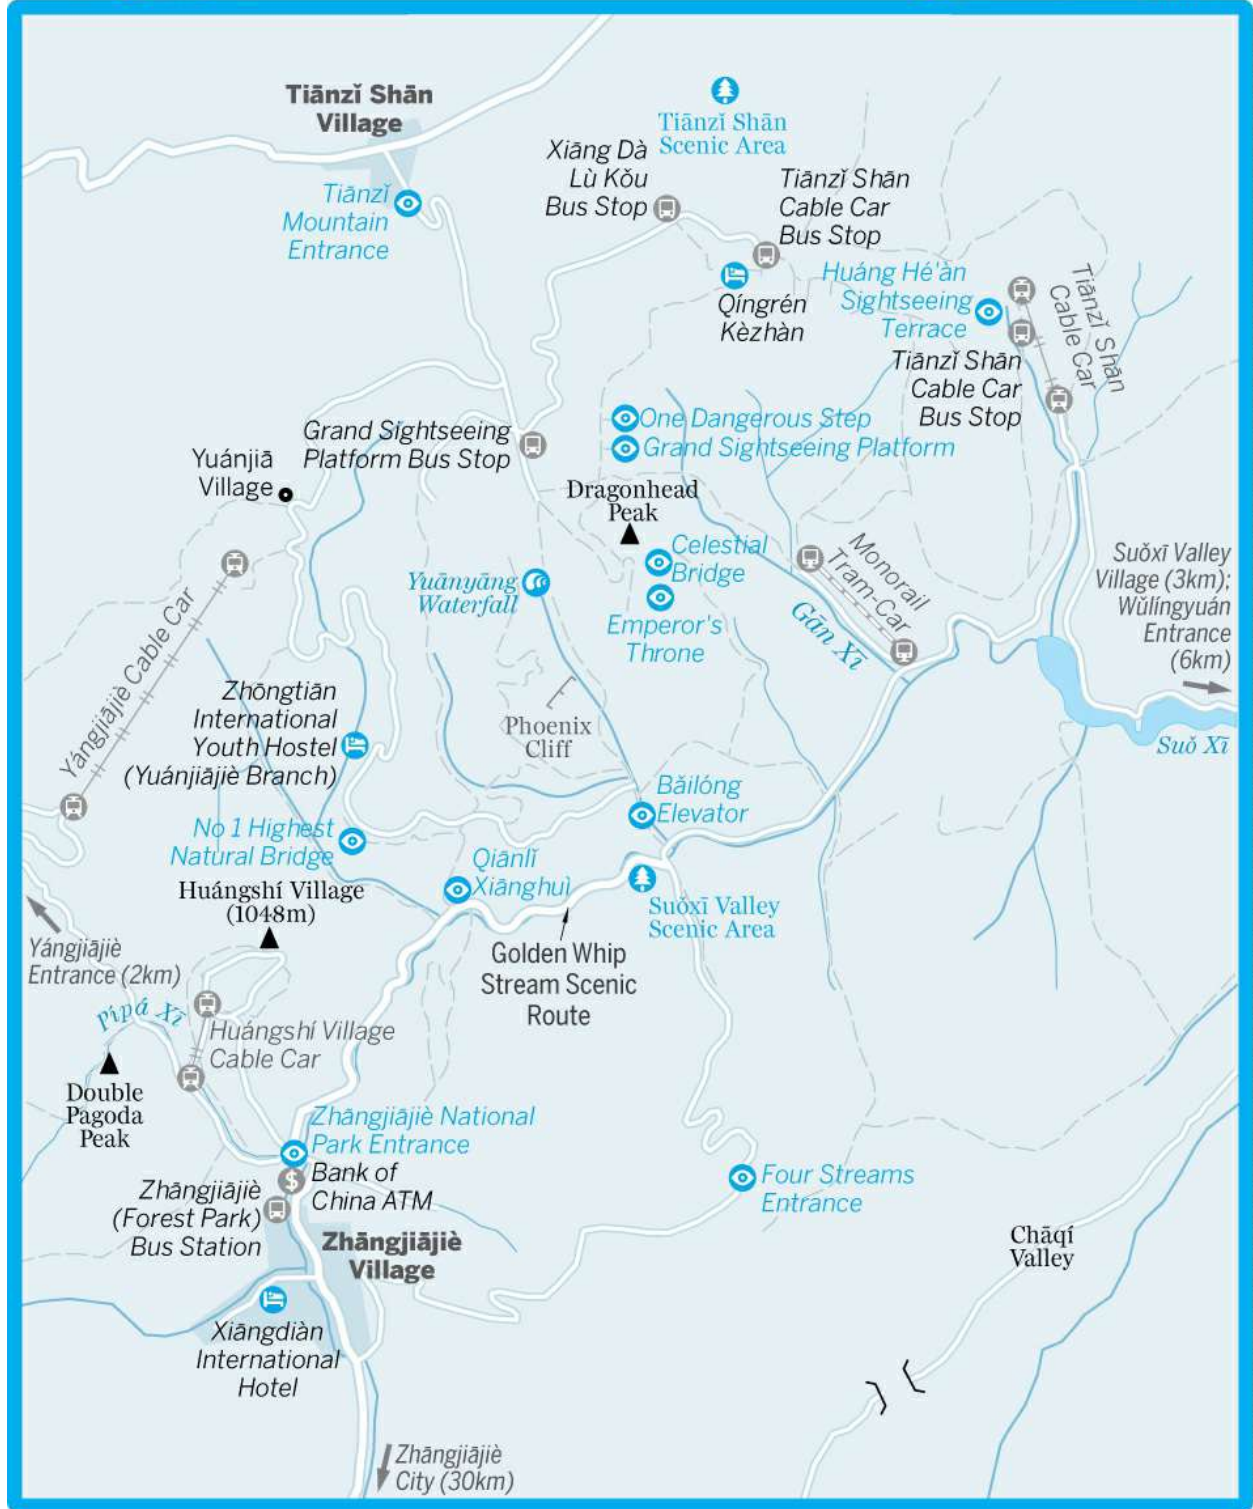 Tiānzǐ Shān
Village
Tiānzǐ Shān
Scenic Area
Xiāng Dà
Lù Kǒu
Bus Stop
Tiānzǐ Shān
Cable Car
Bus Stop
Tiānzǐ
Mountain
Entrance
Qíngrén
Kèzhàn
Huáng Hé'àn
Sightseeing
Terrace
Tiānzǐ Shān
Cable Car
Tiānzǐ Shān
Cable Car
Bus Stop
One Dangerous Step
Grand Sightseeing Platform
Grand Sightseeing
Platform Bus Stop
Yuánjiā
Village
Dragonhead
Peak
Celestial
Bridge
Emperor's
Throne
Monorail
Tram-Car
Gān Xī
Suǒxī Valley
Village (3km);
Wǔlíngyuán
Entrance
(6km)
Suǒ Xī
Yuānyāng
Waterfall
Yángjiājiè Cable Car
Zhōngtiān
International
Youth Hostel
(Yuánjiājiè Branch)
Phoenix
Cliff
Bǎilóng
Elevator
No 1 Highest
Natural Bridge
Qiānlǐ
Xiānghuì
Huángshí Village
(1048m)
Suǒxī Valley
Scenic Area
Yángjiājiè
Entrance (2km)
Golden Whip
Stream Scenic
Route
Pípá Xī
Huángshí Village
Cable Car
Double
Pagoda
Peak
Zhāngjiājiè National
Park Entrance
Bank of
China ATM
$
Zhāngjiājiè
(Forest Park)
Bus Station
Four Streams
Entrance
Zhāngjiājiè
Village
Chāqí
Valley
Xiāngdiàn
International
Hotel
Zhāngjiājiè
City (30km)